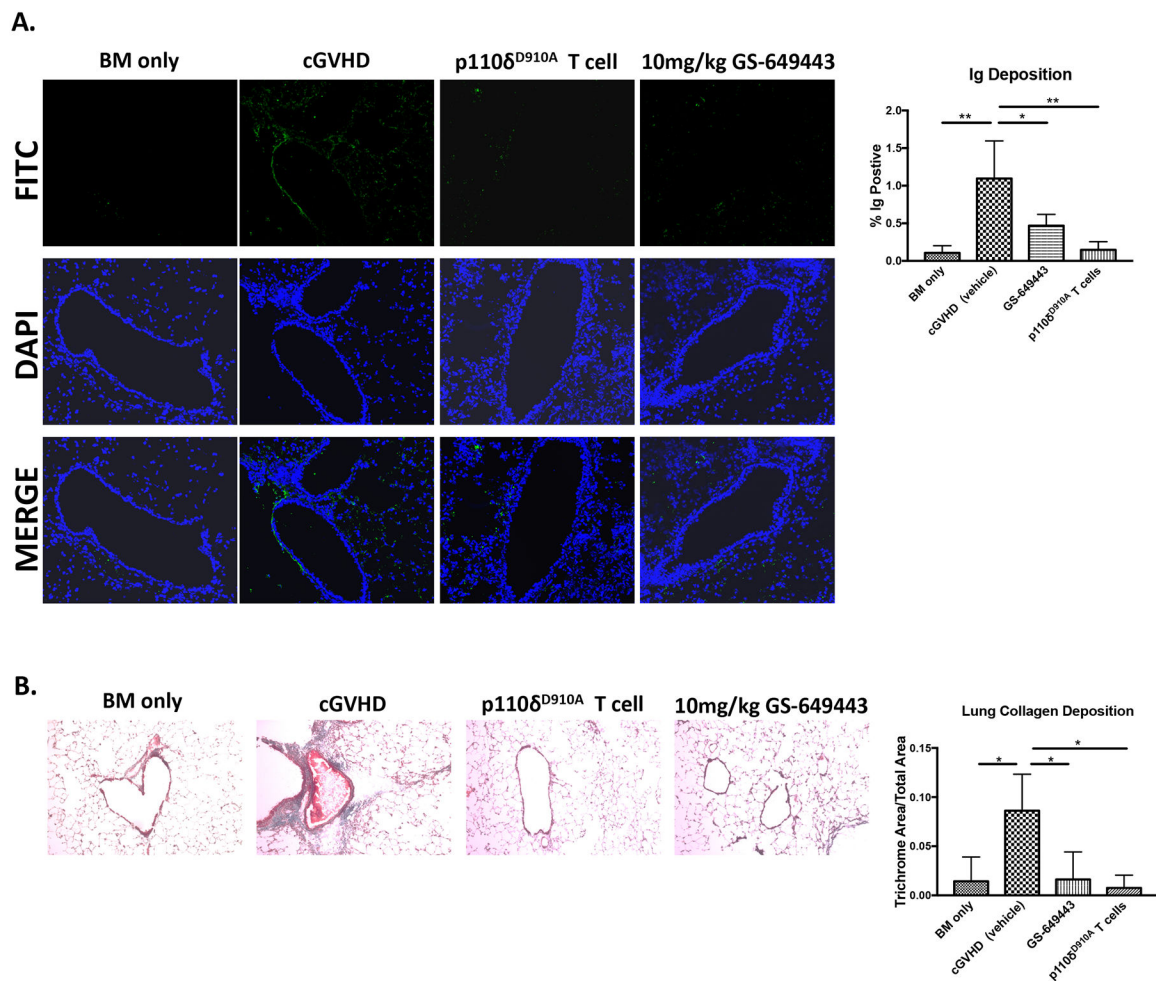 A.
BM only
cGVHD
p110δD910A T cell
10mg/kg GS-649443
FITC
DAPI
MERGE
Ig Deposition
% Ig Postive
2.0
1.5
1.0
0.5
0.0
**
**
*
BM only
cGVHD (vehicle)
GS-649443
p110δD910A T cells
B.
BM only
cGVHD
p110δD910A T cell
10mg/kg GS-649443
Lung Collagen Deposition
Trichrome Area/Total Area
0.15
0.10
0.05
0.00
*
*
*
BM only
cGVHD (vehicle)
GS-649443
p110δD910A T cells